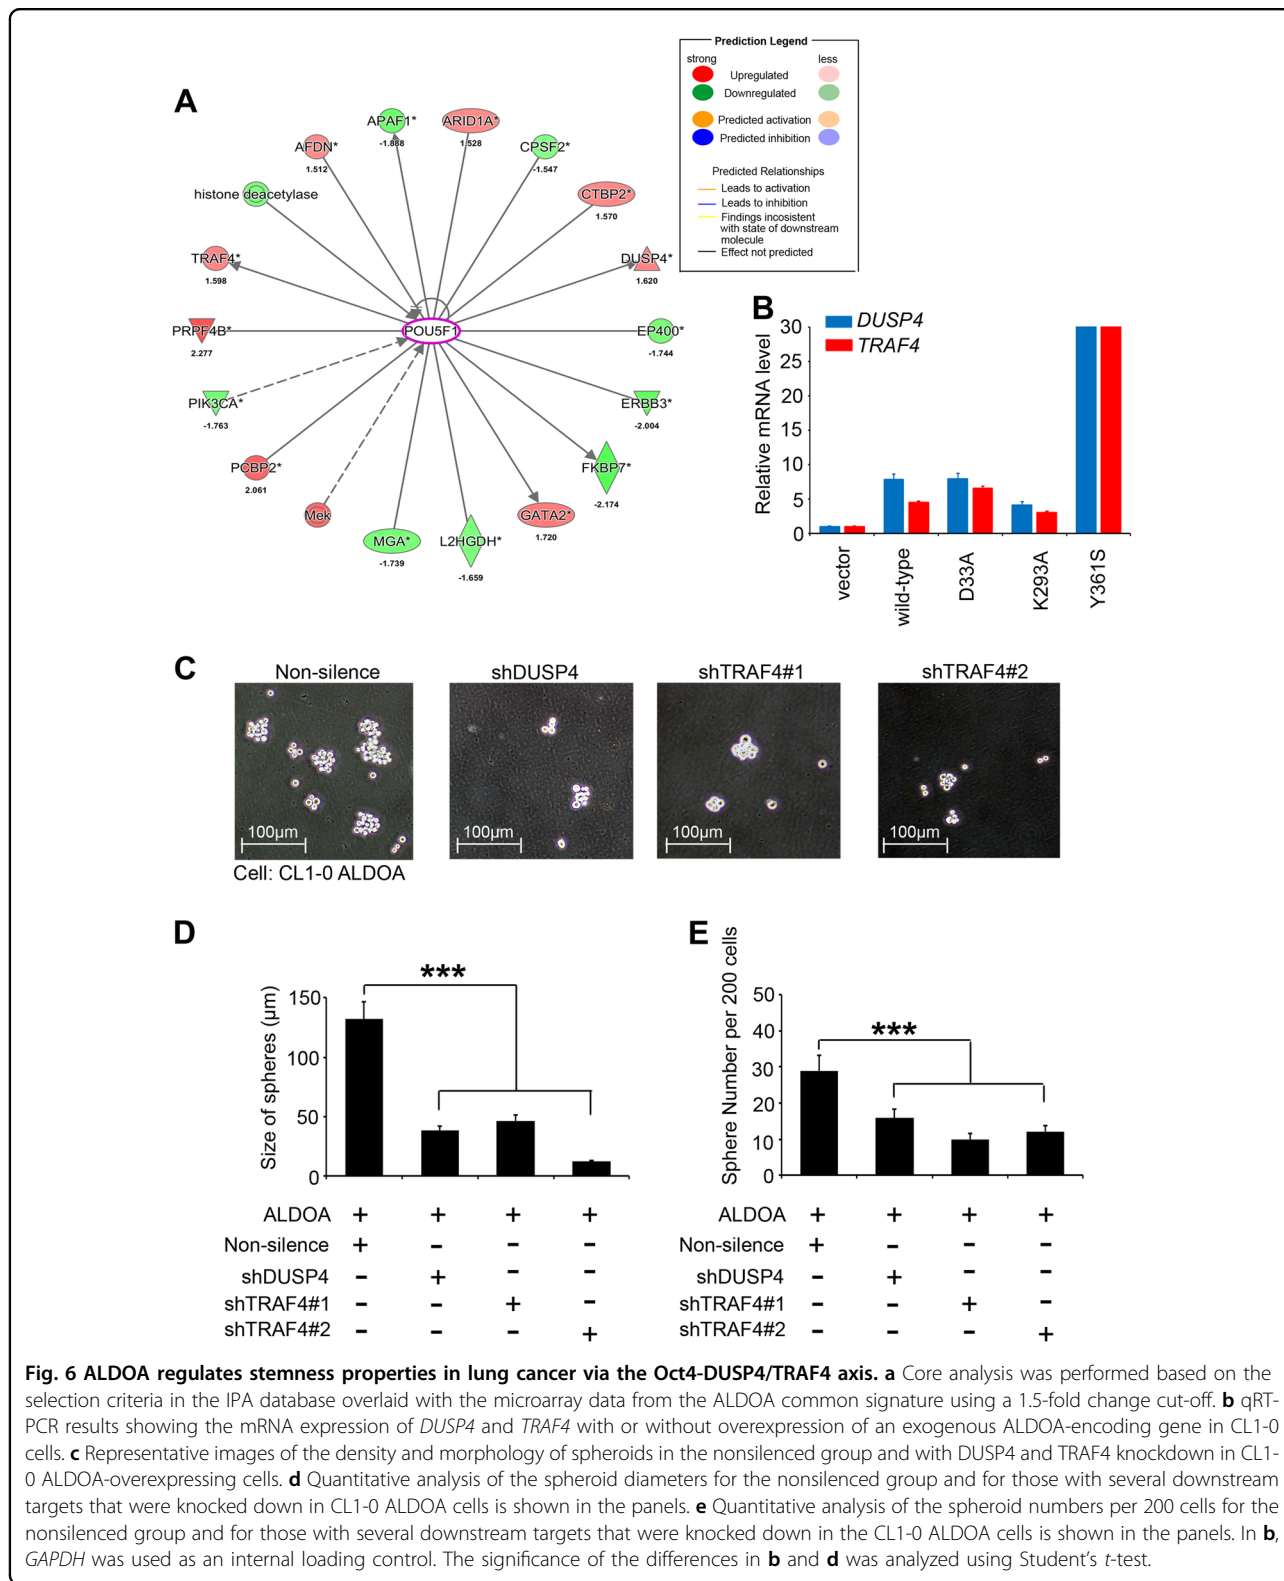 A
Prediction Legend
strong
less
Upregulated
Downregulated
Predicted activation
Predicted inhibition
Predicted Relationships
Leads to activation
Leads to inhibition
Findings incosistent
with state of downstream
molecule
Effect not predicted
APAF1*
-1.888
ARID1A*
1.528
AFDN*
1.512
CPSF2*
-1.547
histone deacetylase
CTBP2*
1.570
TRAF4*
1.598
DUSP4*
1.620
PRPF4B*
2.277
POU5F1
EP400*
-1.744
PIK3CA*
-1.763
ERBB3*
-2.004
PCBP2*
2.061
FKBP7*
-2.174
Mek
GATA2*
1.720
MGA*
-1.739
L2HGDH*
-1.659
B
DUSP4
TRAF4
Relative mRNA level
30
25
20
15
10
5
0
vector
wild-type
D33A
K293A
Y361S
C
Non-silence
shDUSP4
shTRAF4#1
shTRAF4#2
100μm
100μm
100μm
100μm
Cell: CL1-0 ALDOA
D
Size of spheres (μm)
150
100
50
0
***
ALDOA + + + +
Non-silence + - - -
shDUSP4 - + - -
shTRAF4#1 - - + -
shTRAF4#2 - - - +
E
Sphere Number per 200 cells
50
40
30
20
10
0
***
ALDOA + + + +
Non-silence + - - -
shDUSP4 - + - -
shTRAF4#1 - - + -
shTRAF4#2 - - - +
Fig. 6 ALDOA regulates stemness properties in lung cancer via the Oct4-DUSP4/TRAF4 axis. a Core analysis was performed based on the
selection criteria in the IPA database overlaid with the microarray data from the ALDOA common signature using a 1.5-fold change cut-off. b qRT-
PCR results showing the mRNA expression of DUSP4 and TRAF4 with or without overexpression of an exogenous ALDOA-encoding gene in CL1-0
cells. c Representative images of the density and morphology of spheroids in the nonsilenced group and with DUSP4 and TRAF4 knockdown in CL1-
0 ALDOA-overexpressing cells. d Quantitative analysis of the spheroid diameters for the nonsilenced group and for those with several downstream
targets that were knocked down in CL1-0 ALDOA cells is shown in the panels. e Quantitative analysis of the spheroid numbers per 200 cells for the
nonsilenced group and for those with several downstream targets that were knocked down in the CL1-0 ALDOA cells is shown in the panels. In b,
GAPDH was used as an internal loading control. The significance of the differences in b and d was analyzed using Student's t-test.